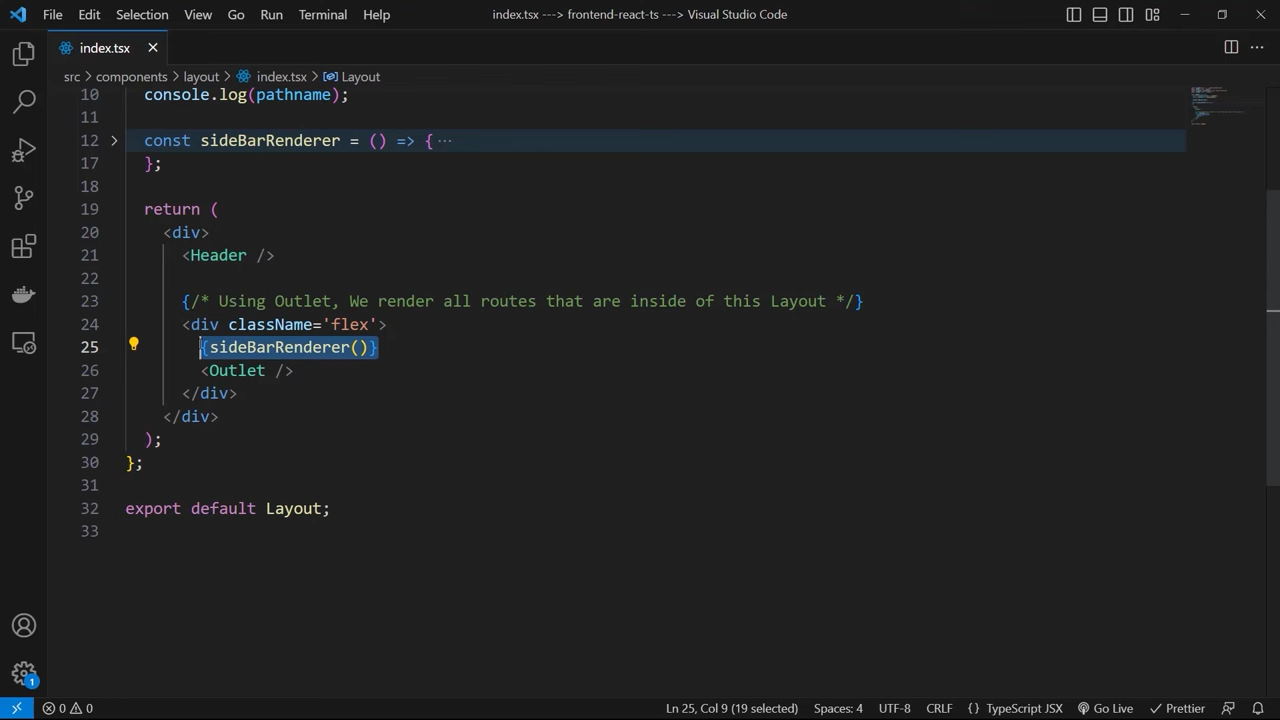 File Edit Selection View Go Run Terminal Help index.tsx ---> frontend-react-ts ---> Visual Studio Code
index.tsx
src > components > layout > index.tsx > Layout
10 console.log(pathname);
11
12 const sideBarRenderer = () => { ...
17 };
18
19 return (
20 <div>
21 <Header />
22
23 {/* Using Outlet, We render all routes that are inside of this Layout */}
24 <div className='flex'>
25 {sideBarRenderer()}
26 <Outlet />
27 </div>
28 </div>
29 );
30 };
31
32 export default Layout;
33
1
0 0 Ln 25, Col 9 (19 selected) Spaces: 4 UTF-8 CRLF {} TypeScript JSX Go Live Prettier